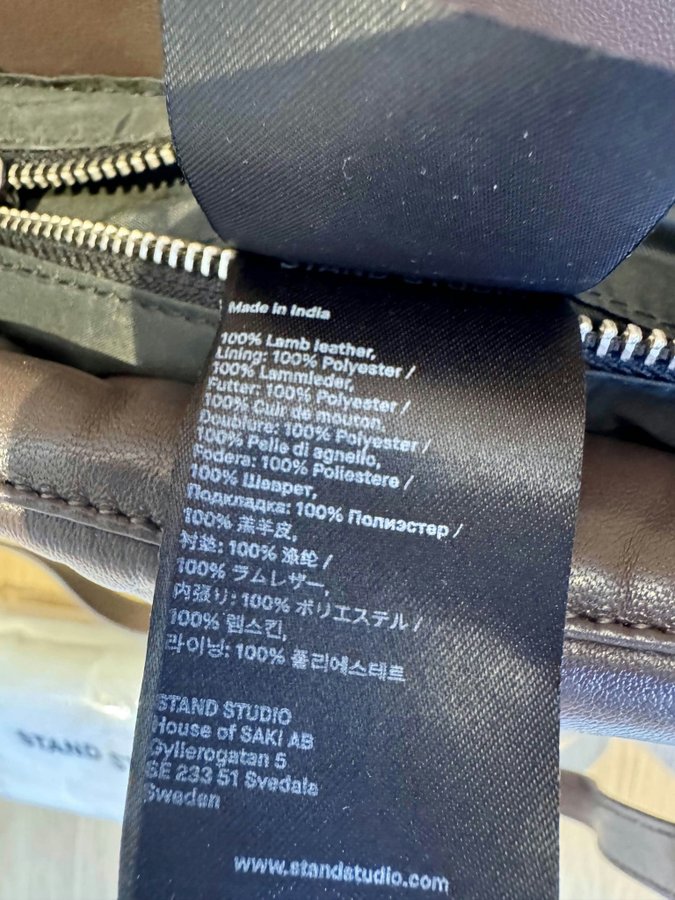 STAND STUDIO
Made in India
100% Lamb leather,
Lining: 100% Polyester /
100% Lammleder,
Futter: 100% Polyester /
100% Cuir de mouton,
Doublure: 100% Polyester /
100% Pelle di agnello,
Fodera: 100% Poliestere /
100% Шеврет,
Подкладка: 100% Полиэстер /
100% 羔羊皮,
衬垫: 100% 涤纶 /
100% ラムレザー,
内張り: 100% ポリエステル /
100% 램스킨,
라이닝: 100% 폴리에스테르
STAND STUDIO
House of SAKI AB
Gyllerogatan 5
SE 233 51 Svedala
Sweden
www.standstudio.com
STAND